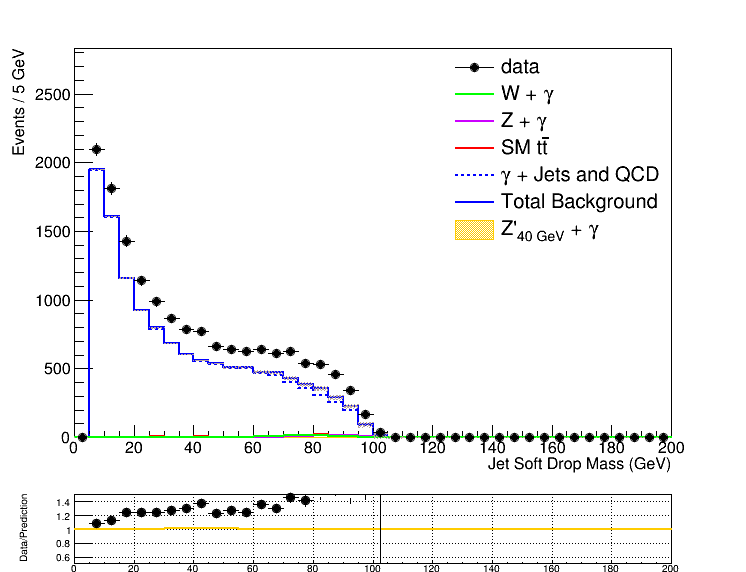 Events / 5 GeV
2500
2000
1500
1000
500
0
data
W + γ
Z + γ
SM tt̄
γ + Jets and QCD
Total Background
Z'40 GeV + γ
0 20 40 60 80 100 120 140 160 180 200
Jet Soft Drop Mass (GeV)
Data/Prediction
1.4
1.2
1
0.8
0.6
0 20 40 60 80 100 120 140 160 180 200